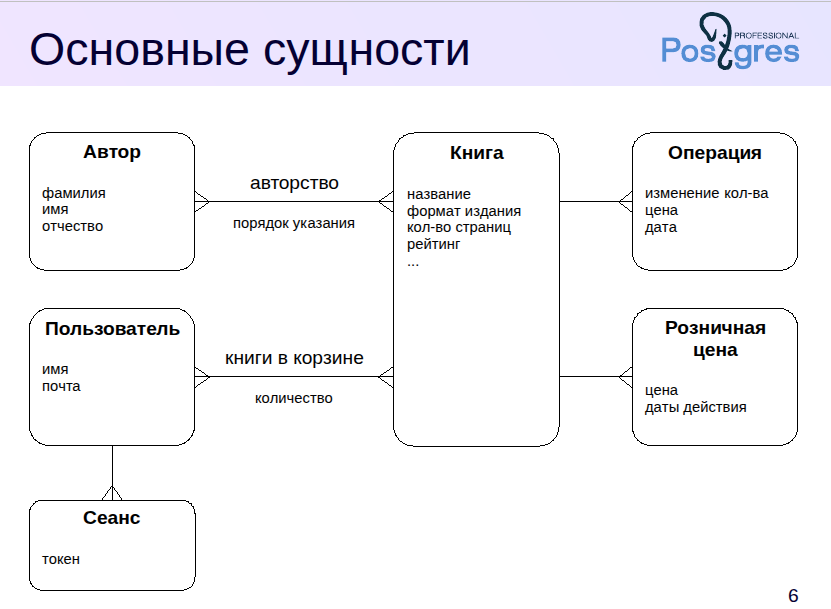 Основные сущности
PROFESSIONAL
Postgres
Автор
фамилия
имя
отчество
авторство
порядок указания
Книга
название
формат издания
кол-во страниц
рейтинг
...
Операция
изменение кол-ва
цена
дата
Пользователь
имя
почта
книги в корзине
количество
Розничная
цена
цена
даты действия
Сеанс
токен
6